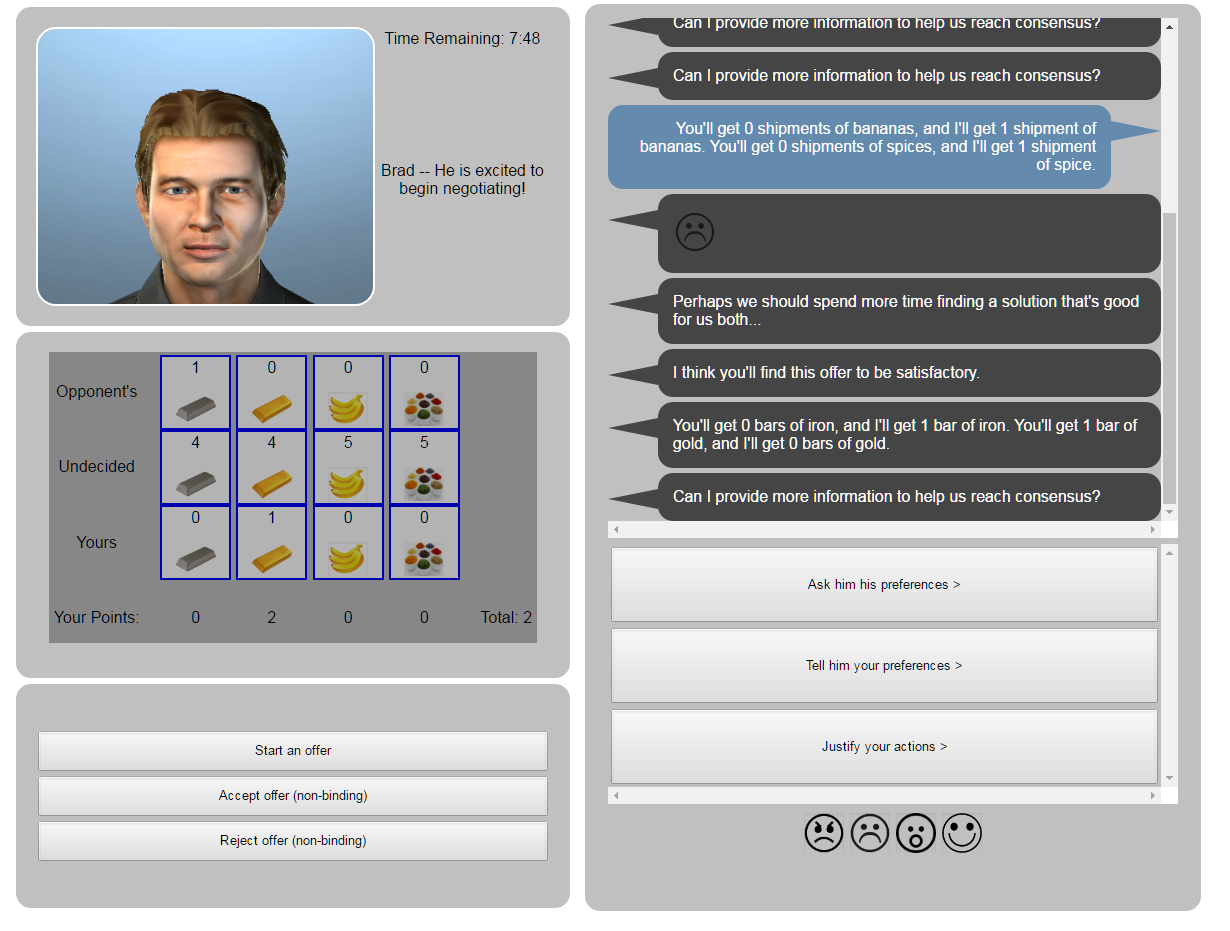 Time Remaining: 7:48
Brad -- He is excited to
begin negotiating!
Opponent's 1 0 0 0
Undecided 4 4 5 5
Yours 0 1 0 0
Your Points: 0 2 0 0 Total: 2
Start an offer
Accept offer (non-binding)
Reject offer (non-binding)
Can I provide more information to help us reach consensus?
Can I provide more information to help us reach consensus?
You'll get 0 shipments of bananas, and I'll get 1 shipment of
bananas. You'll get 0 shipments of spices, and I'll get 1 shipment
of spice.
Perhaps we should spend more time finding a solution that's good
for us both...
I think you'll find this offer to be satisfactory.
You'll get 0 bars of iron, and I'll get 1 bar of iron. You'll get 1 bar of
gold, and I'll get 0 bars of gold.
Can I provide more information to help us reach consensus?
Ask him his preferences >
Tell him your preferences >
Justify your actions >